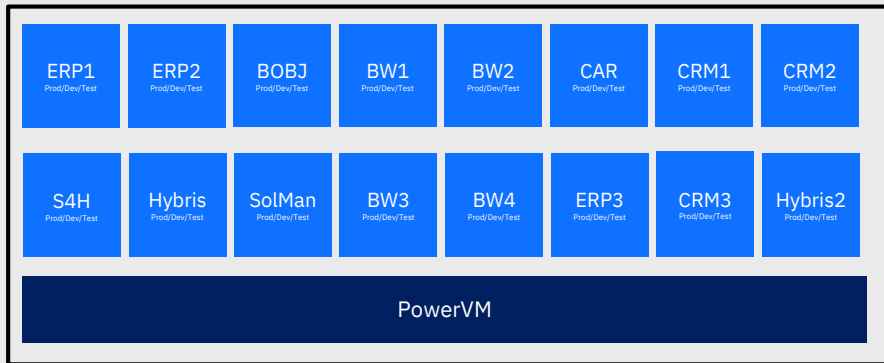 ERP1
Prod/Dev/Test
ERP2
Prod/Dev/Test
BOBJ
Prod/Dev/Test
BW1
Prod/Dev/Test
BW2
Prod/Dev/Test
CAR
Prod/Dev/Test
CRM1
Prod/Dev/Test
CRM2
Prod/Dev/Test
S4H
Prod/Dev/Test
Hybris
Prod/Dev/Test
SolMan
Prod/Dev/Test
BW3
Prod/Dev/Test
BW4
Prod/Dev/Test
ERP3
Prod/Dev/Test
CRM3
Prod/Dev/Test
Hybris2
Prod/Dev/Test
PowerVM